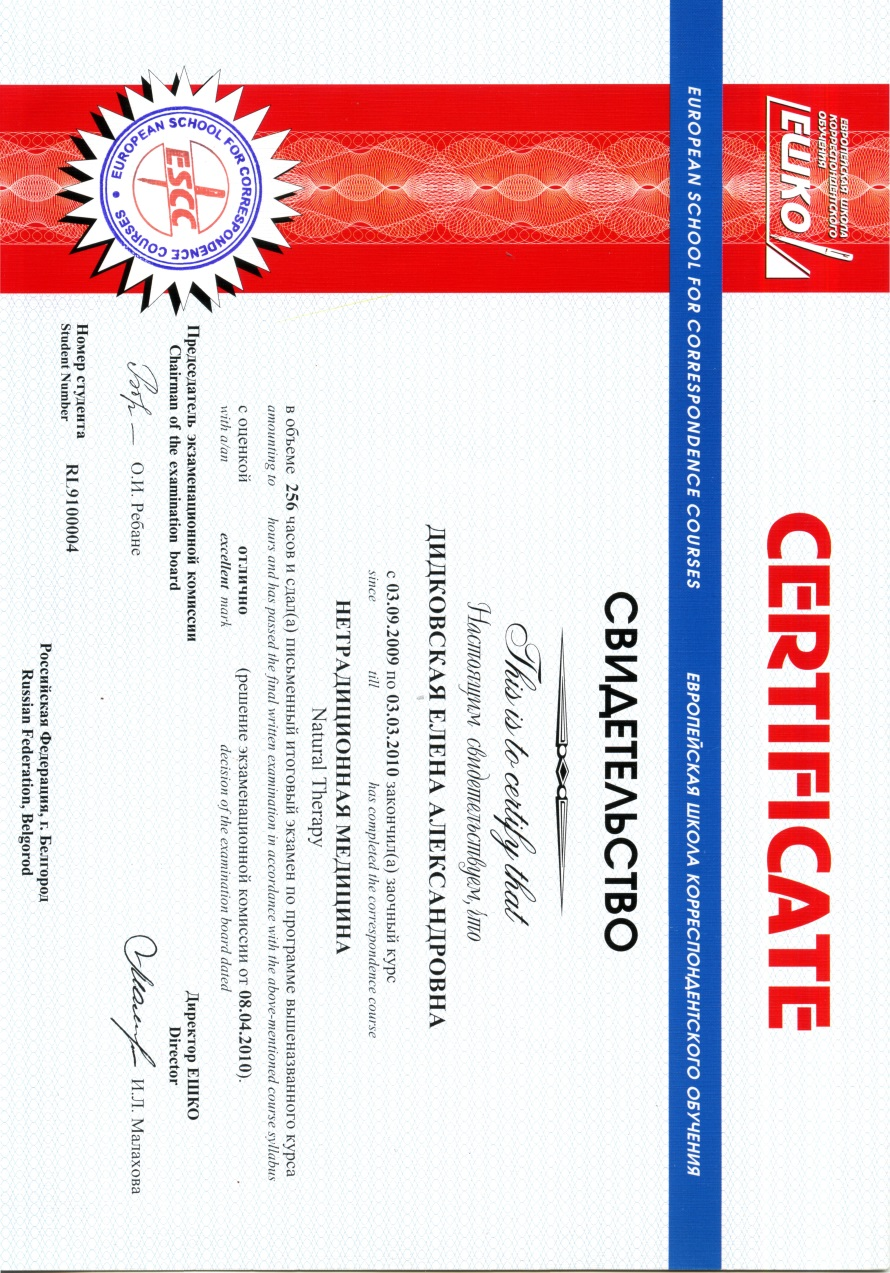 ЕВРОПЕЙСКАЯ ШКОЛА
КОРРЕСПОНДЕНТСКОГО
ОБУЧЕНИЯ
ЕШКО
CERTIFICATE
EUROPEAN SCHOOL FOR CORRESPONDENCE COURSES ЕВРОПЕЙСКАЯ ШКОЛА КОРРЕСПОНДЕНТСКОГО ОБУЧЕНИЯ
СВИДЕТЕЛЬСТВО
This is to certify that
Настоящим свидетельствуем, что
ДИДКОВСКАЯ ЕЛЕНА АЛЕКСАНДРОВНА
с 03.09.2009 по 03.03.2010 закончил(а) заочный курс
since till has completed the correspondence course
НЕТРАДИЦИОННАЯ МЕДИЦИНА
Natural Therapy
в объеме 256 часов и сдал(а) письменный итоговый экзамен по программе вышеназванного курса
amounting to hours and has passed the final written examination in accordance with the above-mentioned course syllabus
с оценкой отлично (решение экзаменационной комиссии от 08.04.2010).
with a/an excellent mark decision of the examination board dated
EUROPEAN SCHOOL FOR CORRESPONDENCE COURSES
ESCC
Председатель экзаменационной комиссии
Chairman of the examination board
О.И. Ребане
Директор ЕШКО
Director
И.Л. Малахова
Номер студента
Student Number
RL9100004
Российская Федерация, г. Белгород
Russian Federation, Belgorod